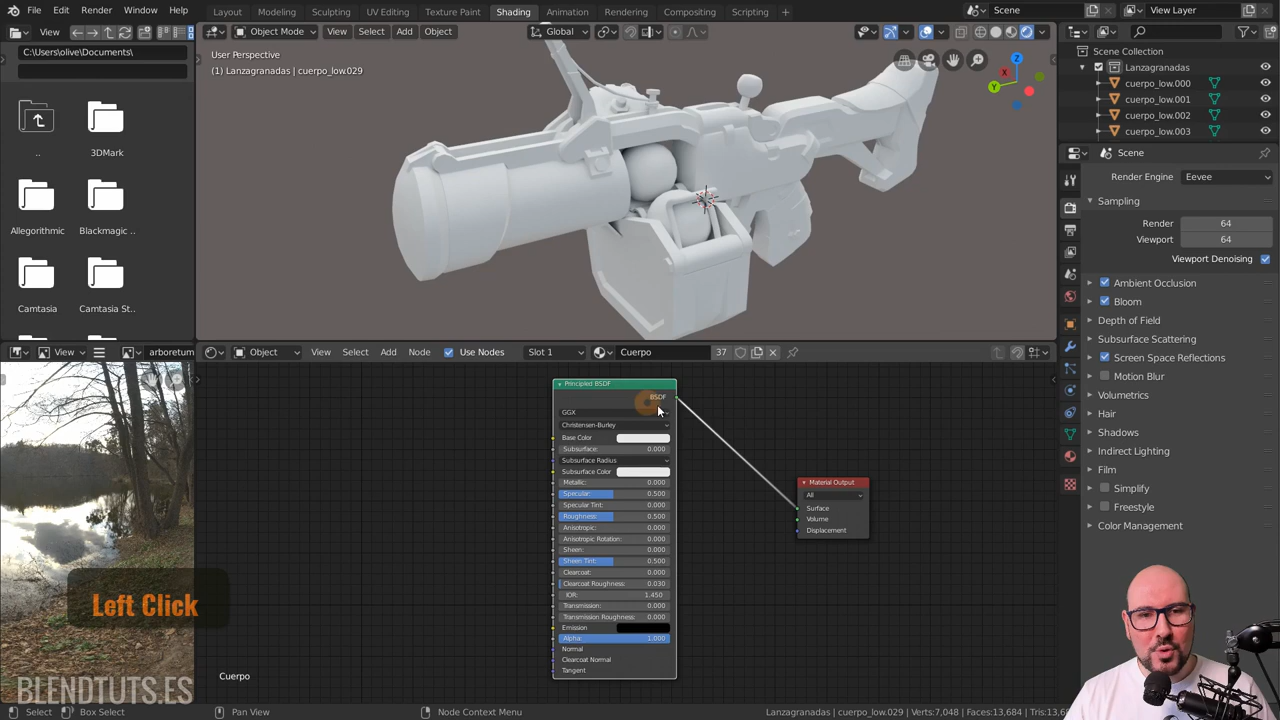 File Edit Render Window Help
Layout Modeling Sculpting UV Editing Texture Paint Shading Animation Rendering Compositing Scripting +
Scene
View Layer
View
C:\Users\olive\Documents\
..
3DMark
Allegorithmic
Blackmagic ..
Camtasia
Camtasia St..
Object Mode View Select Add Object
Global
User Perspective
(1) Lanzagranadas | cuerpo_low.029
Z
X
Y
Scene Collection
Lanzagranadas
cuerpo_low.000
cuerpo_low.001
cuerpo_low.002
cuerpo_low.003
Scene
Render Engine Eevee
Sampling
Render 64
Viewport 64
Viewport Denoising
Ambient Occlusion
Bloom
Depth of Field
Subsurface Scattering
Screen Space Reflections
Motion Blur
Volumetrics
Hair
Shadows
Indirect Lighting
Film
Simplify
Freestyle
Color Management
View
arboretum
Object View Select Add Node Use Nodes Slot 1 Cuerpo 37
Principled BSDF
BSDF
GGX
Christensen-Burley
Base Color
Subsurface: 0.000
Subsurface Radius
Subsurface Color
Metallic: 0.000
Specular: 0.500
Specular Tint: 0.000
Roughness: 0.500
Anisotropic: 0.000
Anisotropic Rotation: 0.000
Sheen: 0.000
Sheen Tint: 0.500
Clearcoat: 0.000
Clearcoat Roughness: 0.030
IOR: 1.450
Transmission: 0.000
Transmission Roughness: 0.000
Emission
Alpha: 1.000
Normal
Clearcoat Normal
Tangent
Material Output
All
Surface
Volume
Displacement
Left Click
Cuerpo
BLENDTUTS.ES
Select Box Select Pan View Node Context Menu
Lanzagranadas | cuerpo_low.029 | Verts:7,048 | Faces:13,684 | Tris:13,6